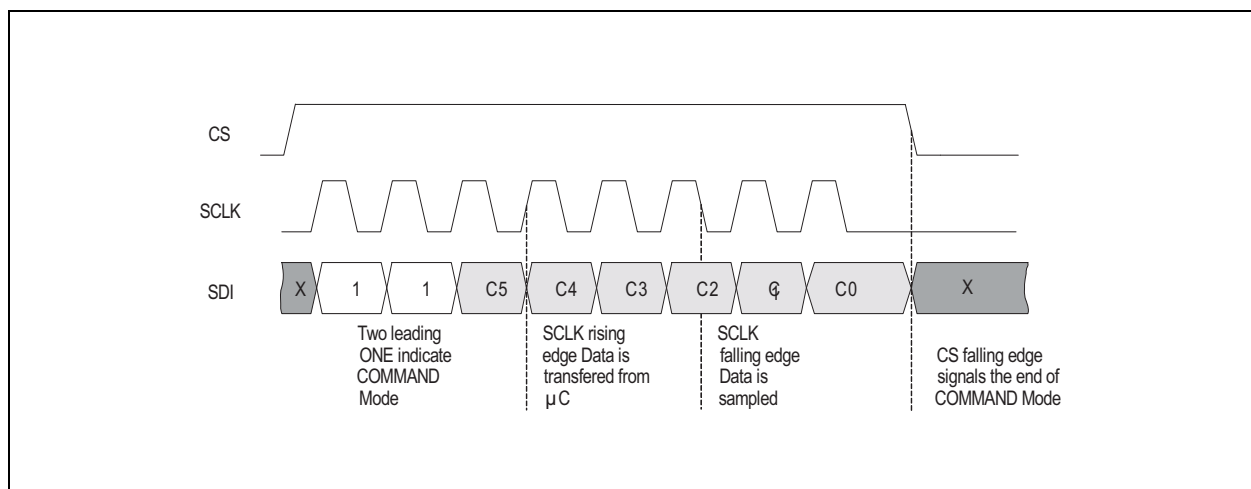 CS
SCLK
SDI X 1 1 C5 C4 C3 C2 C1 C0 X
Two leading
ONE indicate
COMMAND
Mode
SCLK rising
edge Data is
transfered from
µC
SCLK
falling edge
Data is
sampled
CS falling edge
signals the end of
COMMAND Mode